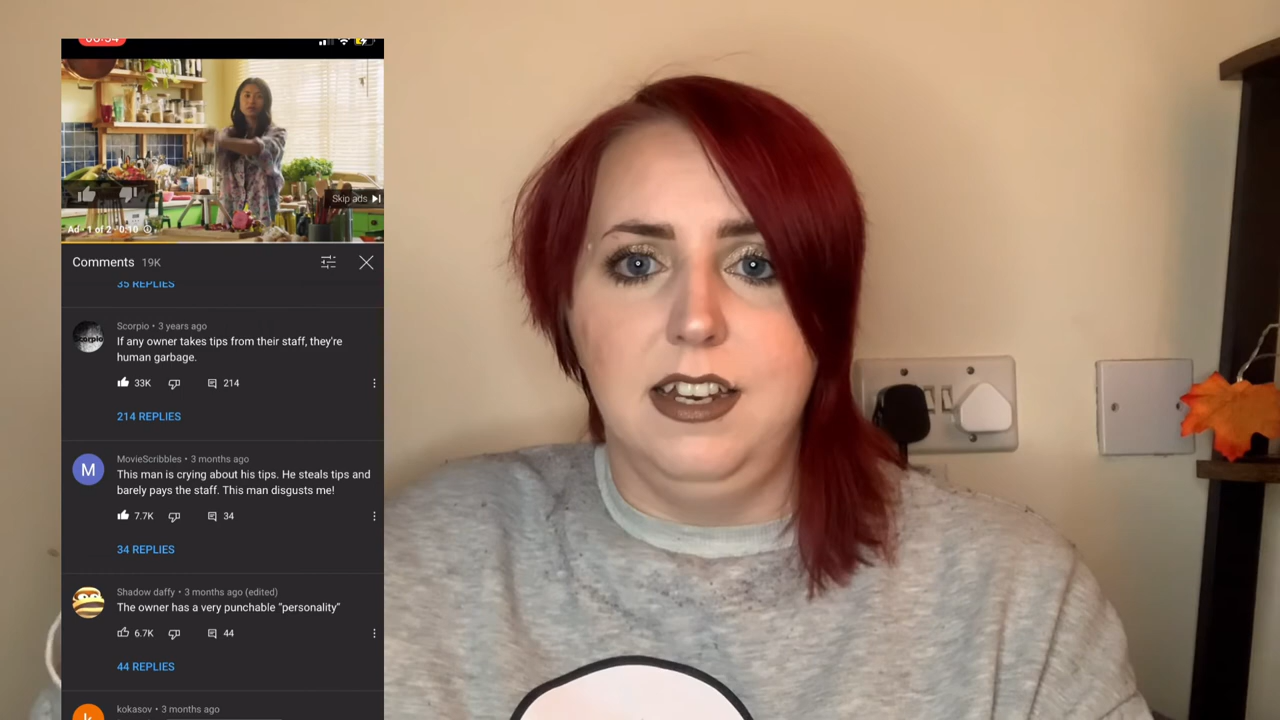 Skip ads
Ad · 1 of 2 · 0:10
Comments 19K
35 REPLIES
Scorpio • 3 years ago
If any owner takes tips from their staff, they're
human garbage.
33K 214
214 REPLIES
M
MovieScribbles • 3 months ago
This man is crying about his tips. He steals tips and
barely pays the staff. This man disgusts me!
7.7K 34
34 REPLIES
Shadow daffy • 3 months ago (edited)
The owner has a very punchable "personality"
6.7K 44
44 REPLIES
k
kokasov • 3 months ago